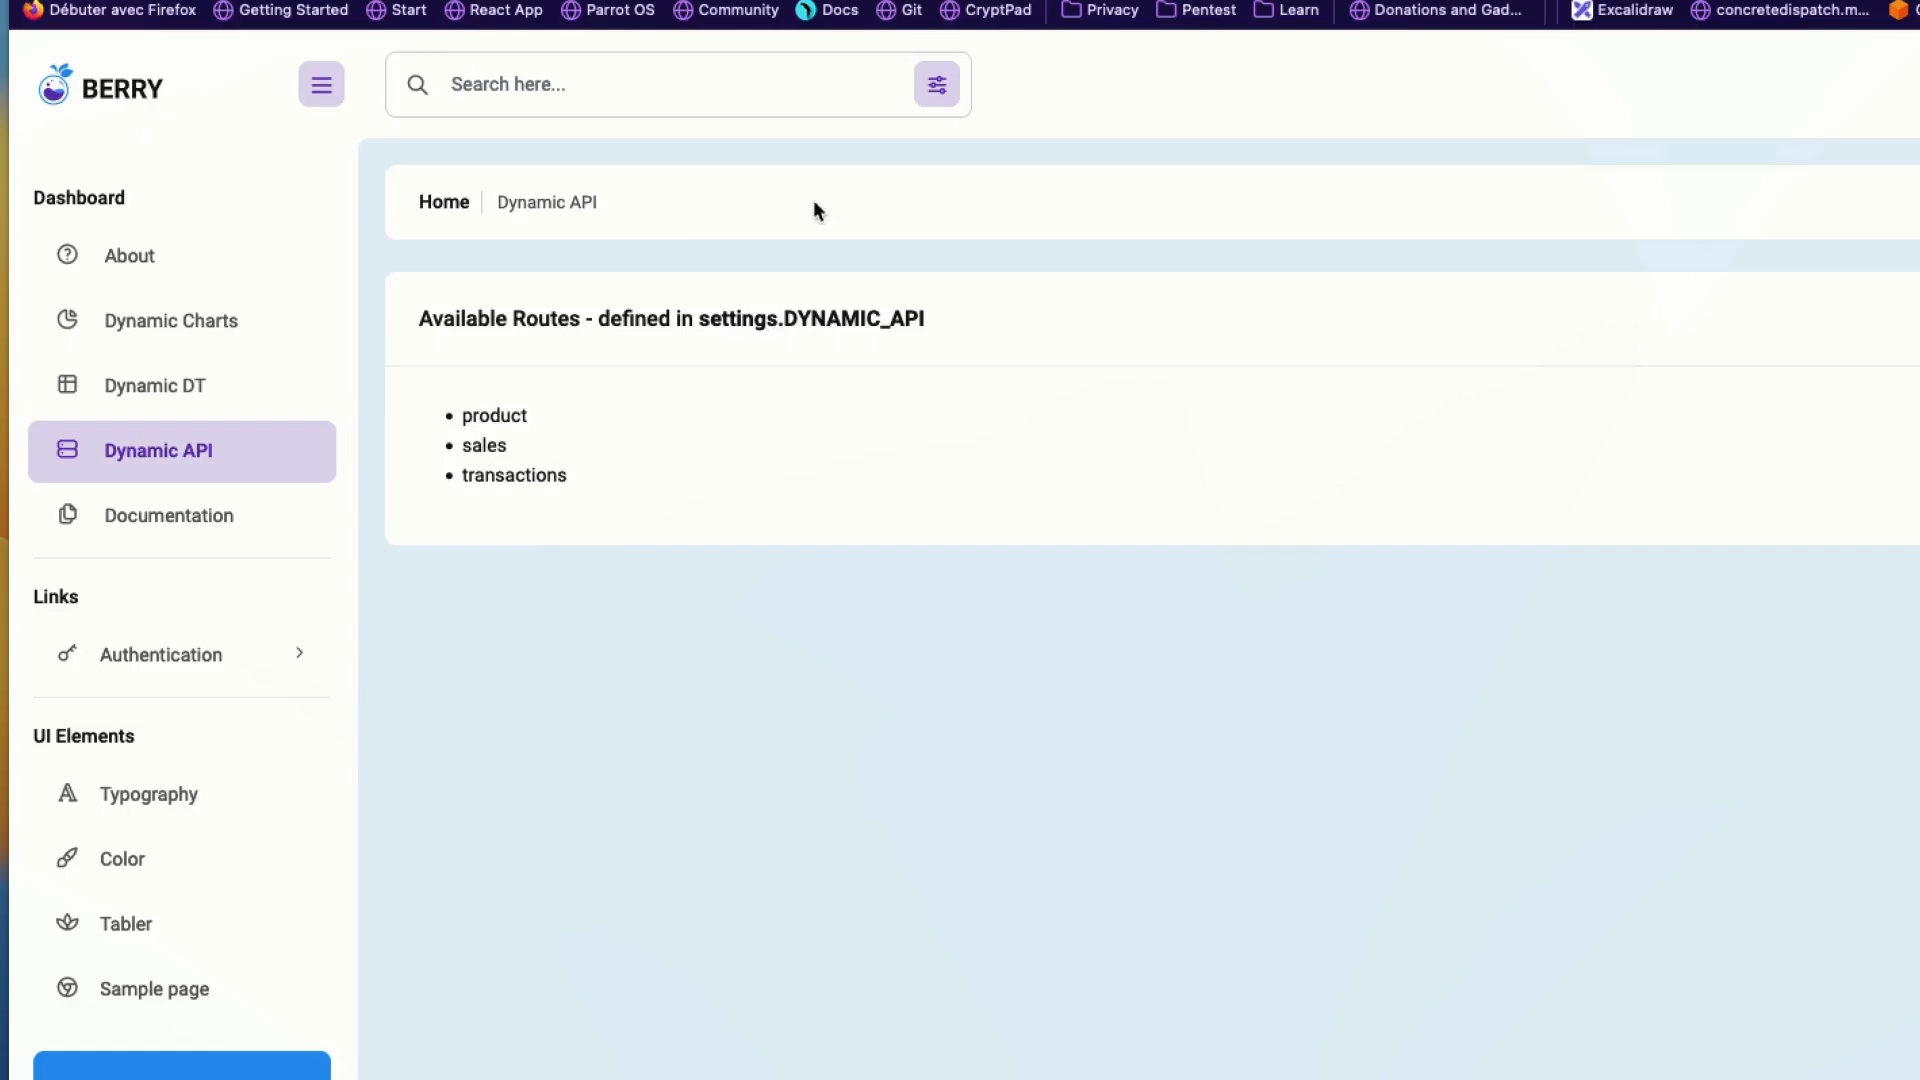 Débuter avec Firefox Getting Started Start React App Parrot OS Community Docs Git CryptPad Privacy Pentest Learn Donations and Gad... Excalidraw concretedispatch.m...
BERRY
Search here...
Dashboard
About
Dynamic Charts
Dynamic DT
Dynamic API
Documentation
Links
Authentication
UI Elements
Typography
Color
Tabler
Sample page
Home Dynamic API
Available Routes - defined in settings.DYNAMIC_API
• product
• sales
• transactions